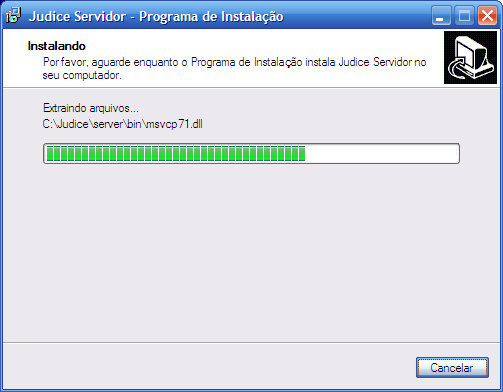 Judice Servidor - Programa de Instalação
Instalando
Por favor, aguarde enquanto o Programa de Instalação instala Judice Servidor no
seu computador.
Extraindo arquivos...
C:\Judice\server\bin\msvcp71.dll
Cancelar